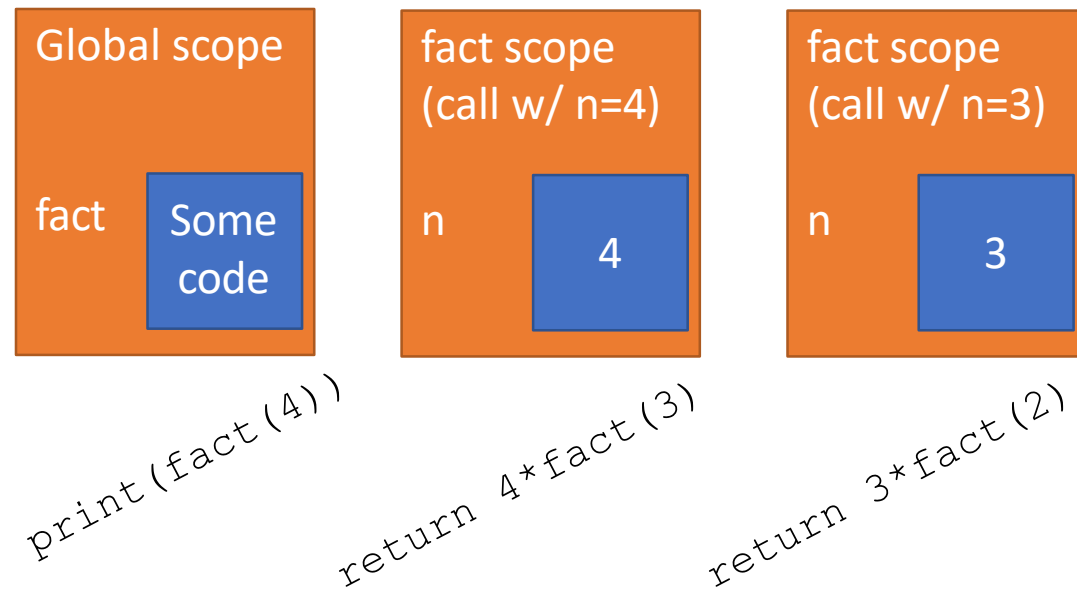 Global scope
fact
Some
code
fact scope
(call w/ n=4)
n
4
fact scope
(call w/ n=3)
n
3
print(fact(4))
return 4*fact(3)
return 3*fact(2)